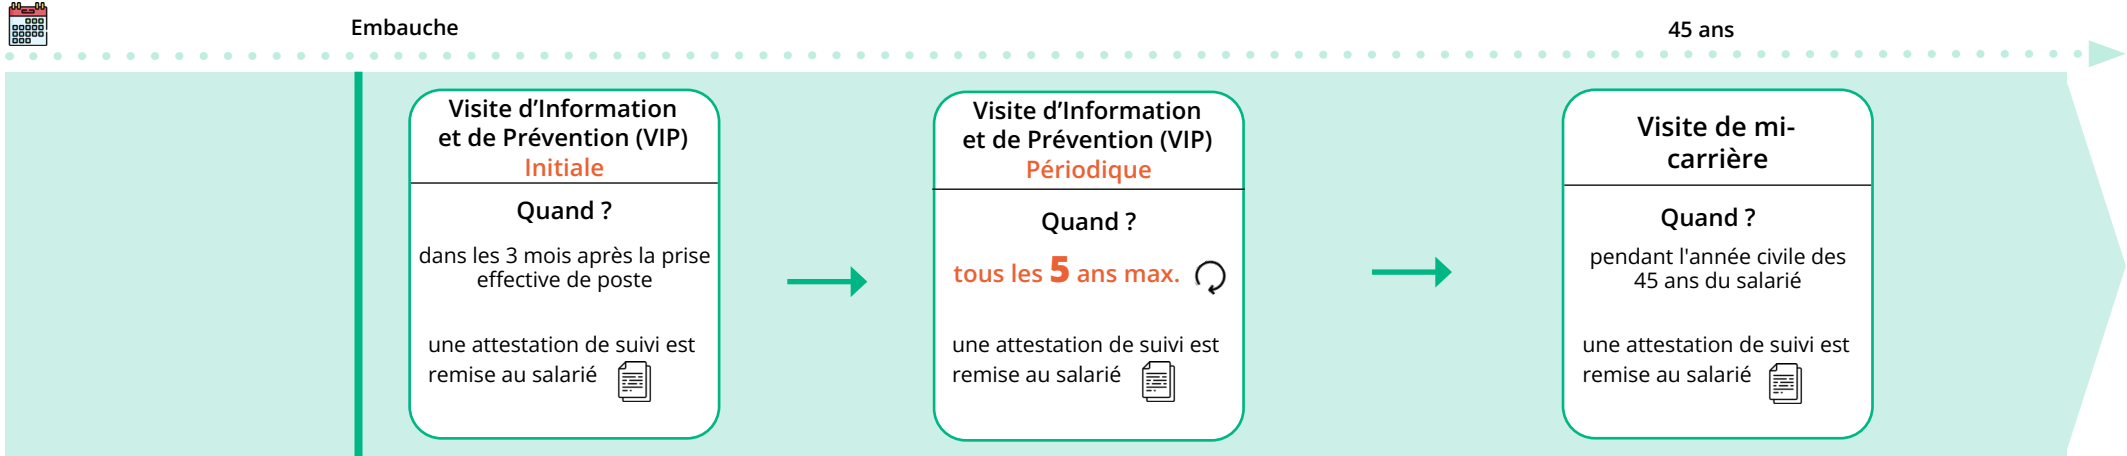 Embauche
45 ans
Visite d’Information
et de Prévention (VIP)
Initiale
Quand ?
dans les 3 mois après la prise
effective de poste
une attestation de suivi est
remise au salarié
Visite d’Information
et de Prévention (VIP)
Périodique
Quand ?
tous les 5 ans max.
une attestation de suivi est
remise au salarié
Visite de mi-
carrière
Quand ?
pendant l'année civile des
45 ans du salarié
une attestation de suivi est
remise au salarié